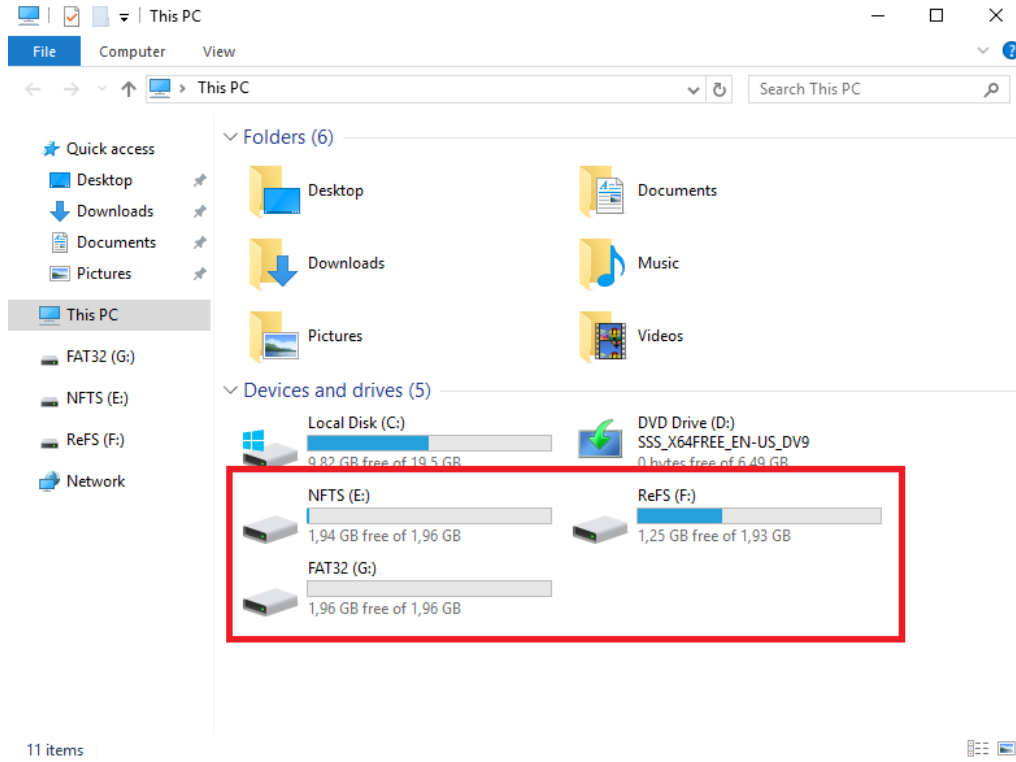 This PC
File Computer View
This PC
Search This PC
Quick access
Desktop
Downloads
Documents
Pictures
This PC
FAT32 (G:)
NFTS (E:)
ReFS (F:)
Network
Folders (6)
Desktop
Documents
Downloads
Music
Pictures
Videos
Devices and drives (5)
Local Disk (C:)
9,82 GB free of 19,5 GB
DVD Drive (D:)
SSS_X64FREE_EN-US_DV9
0 bytes free of 6,49 GB
NFTS (E:)
1,94 GB free of 1,96 GB
ReFS (F:)
1,25 GB free of 1,93 GB
FAT32 (G:)
1,96 GB free of 1,96 GB
11 items